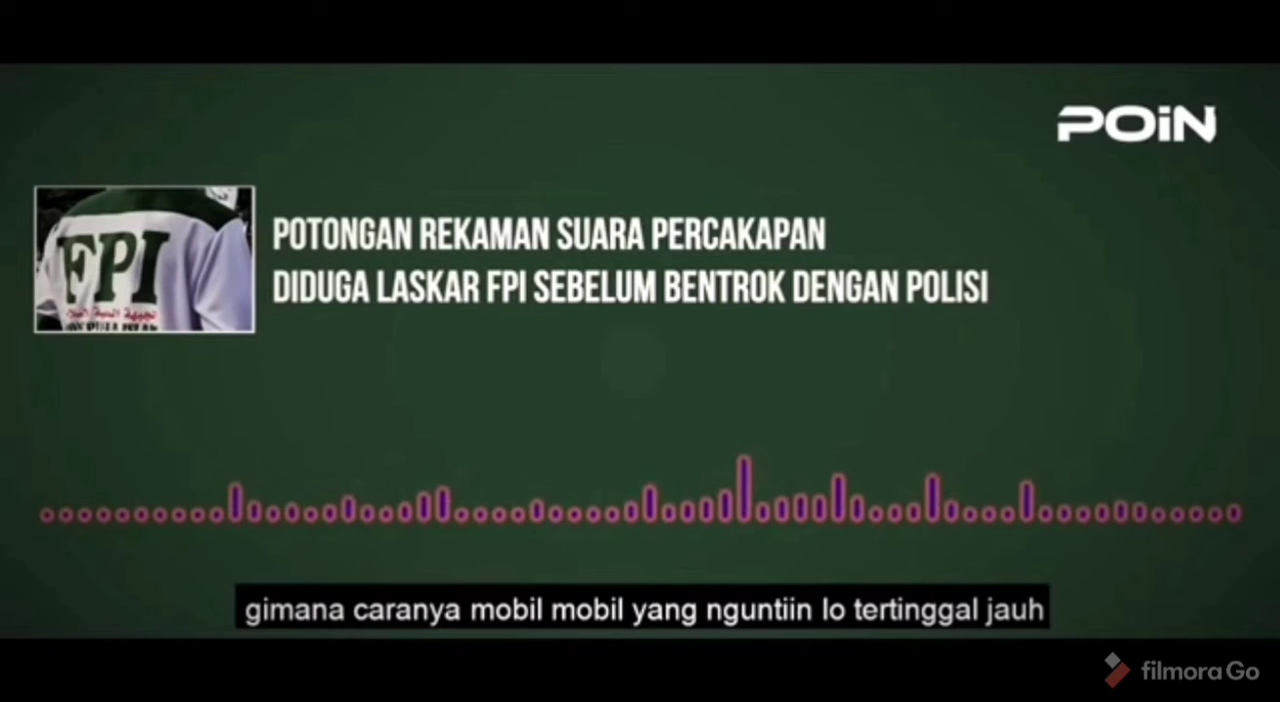 POiN
FPI
POTONGAN REKAMAN SUARA PERCAKAPAN
DIDUGA LASKAR FPI SEBELUM BENTROK DENGAN POLISI
gimana caranya mobil mobil yang nguntiin lo tertinggal jauh
filmora Go